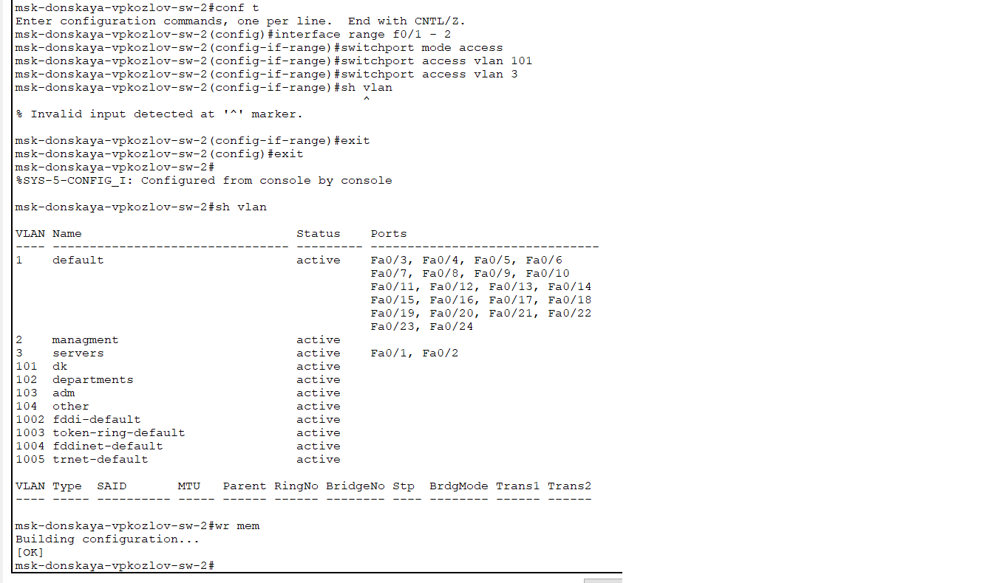 msk-donskaya-vpkozlov-sw-2#conf t
Enter configuration commands, one per line.  End with CNTL/Z.
msk-donskaya-vpkozlov-sw-2(config)#interface range f0/1 - 2
msk-donskaya-vpkozlov-sw-2(config-if-range)#switchport mode access
msk-donskaya-vpkozlov-sw-2(config-if-range)#switchport access vlan 101
msk-donskaya-vpkozlov-sw-2(config-if-range)#switchport access vlan 3
msk-donskaya-vpkozlov-sw-2(config-if-range)#sh vlan
^
% Invalid input detected at '^' marker.
msk-donskaya-vpkozlov-sw-2(config-if-range)#exit
msk-donskaya-vpkozlov-sw-2(config)#exit
msk-donskaya-vpkozlov-sw-2#
%SYS-5-CONFIG_I: Configured from console by console
msk-donskaya-vpkozlov-sw-2#sh vlan
VLAN Name                             Status    Ports
---- -------------------------------- --------- -------------------------------
1    default                          active    Fa0/3, Fa0/4, Fa0/5, Fa0/6
                                                Fa0/7, Fa0/8, Fa0/9, Fa0/10
                                                Fa0/11, Fa0/12, Fa0/13, Fa0/14
                                                Fa0/15, Fa0/16, Fa0/17, Fa0/18
                                                Fa0/19, Fa0/20, Fa0/21, Fa0/22
                                                Fa0/23, Fa0/24
2    managment                        active
3    servers                          active    Fa0/1, Fa0/2
101  dk                               active
102  departments                      active
103  adm                              active
104  other                            active
1002 fddi-default                     active
1003 token-ring-default               active
1004 fddinet-default                  active
1005 trnet-default                    active
VLAN Type  SAID       MTU   Parent RingNo BridgeNo Stp  BrdgMode Trans1 Trans2
---- ----- ---------- ----- ------ ------ -------- ---- -------- ------ ------
msk-donskaya-vpkozlov-sw-2#wr mem
Building configuration...
[OK]
msk-donskaya-vpkozlov-sw-2#